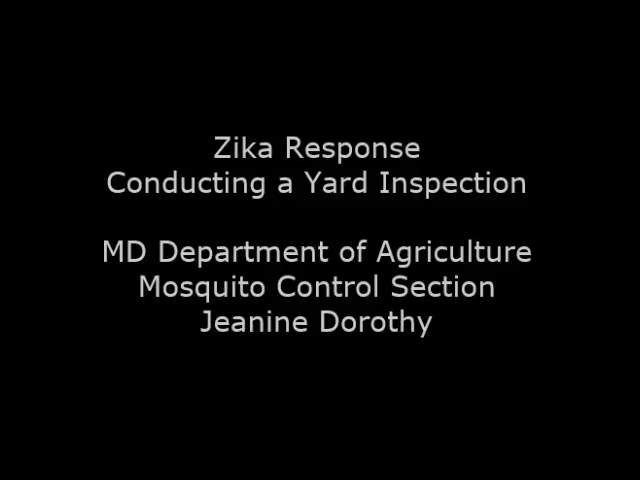 Zika Response
Conducting a Yard Inspection
MD Department of Agriculture
Mosquito Control Section
Jeanine Dorothy